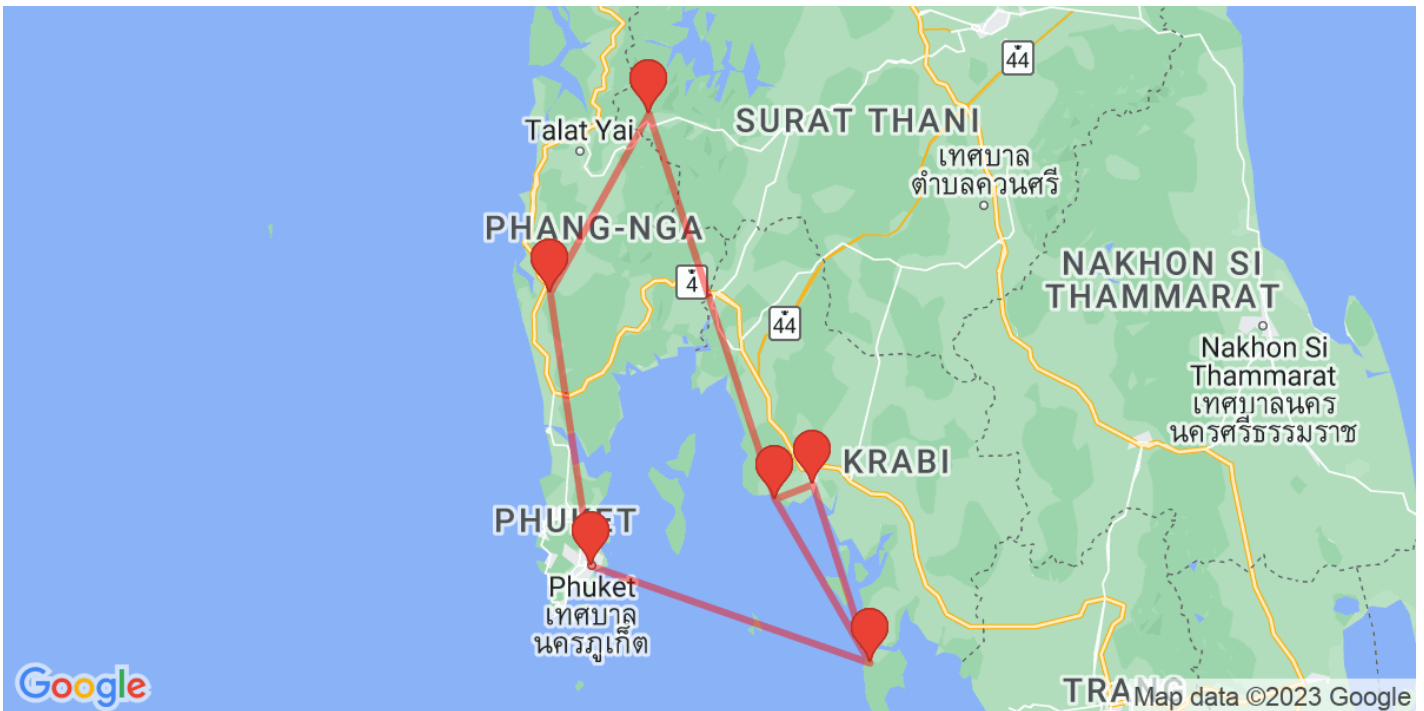 44
Talat Yai
SURAT THANI
เทศบาล
ตำบลควนศรี
PHANG-NGA
4
44
NAKHON SI
THAMMARAT
Nakhon Si
Thammarat
เทศบาลนคร
นครศรีธรรมราช
KRABI
PHUKET
Phuket
เทศบาล
นครภูเก็ต
TRANG
Google
Map data ©2023 Google